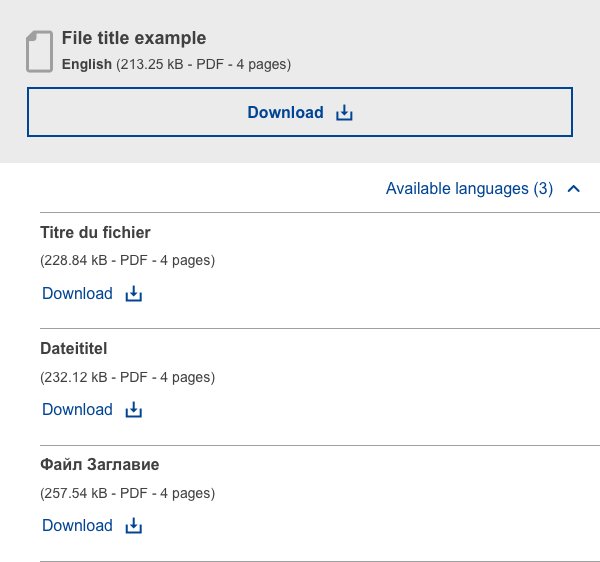 File title example
English (213.25 kB - PDF - 4 pages)
Download
Available languages (3)
Titre du fichier
(228.84 kB - PDF - 4 pages)
Download
Dateititel
(232.12 kB - PDF - 4 pages)
Download
Файл Заглавие
(257.54 kB - PDF - 4 pages)
Download